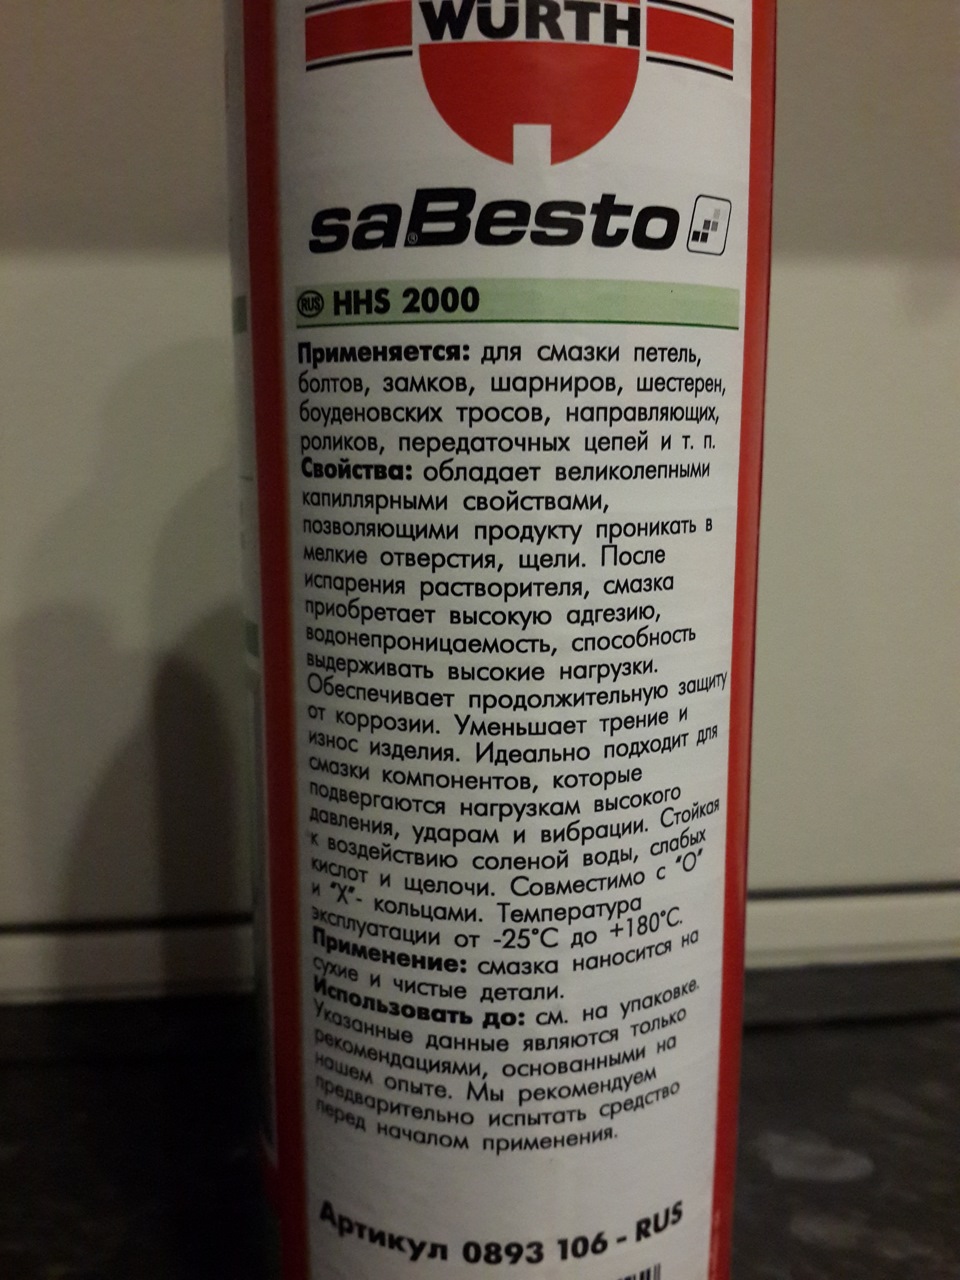 WÜRTH
saBesto
RUS HHS 2000
Применяется: для смазки петель,
болтов, замков, шарниров, шестерен,
боуденовских тросов, направляющих,
роликов, передаточных цепей и т. п.
Свойства: обладает великолепными
капиллярными свойствами,
позволяющими продукту проникать в
мелкие отверстия, щели. После
испарения растворителя, смазка
приобретает высокую адгезию,
водонепроницаемость, способность
выдерживать высокие нагрузки.
Обеспечивает продолжительную защиту
от коррозии. Уменьшает трение и
износ изделия. Идеально подходит для
смазки компонентов, которые
подвергаются нагрузкам высокого
давления, ударам и вибрации. Стойкая
к воздействию соленой воды, слабых
кислот и щелочи. Совместимо с "O"
и "X"- кольцами. Температура
эксплуатации от -25°C до +180°C.
Применение: смазка наносится на
сухие и чистые детали.
Использовать до: см. на упаковке.
Указанные данные являются только
рекомендациями, основанными на
нашем опыте. Мы рекомендуем
предварительно испытать средство
перед началом применения.
Артикул 0893 106 - RUS